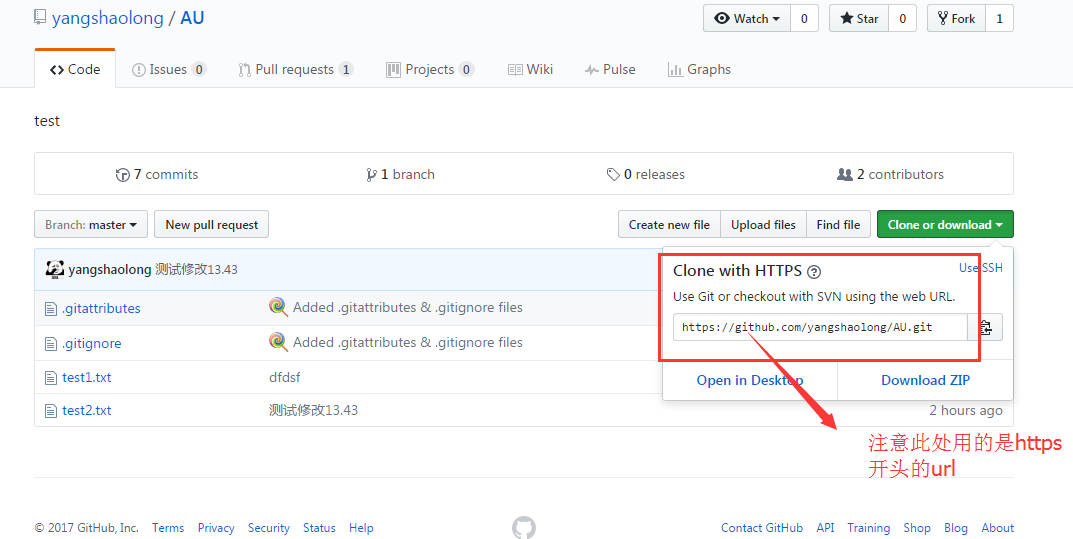 yangshaolong / AU
Watch 0 Star 0 Fork 1
Code Issues 0 Pull requests 1 Projects 0 Wiki Pulse Graphs
test
7 commits 1 branch 0 releases 2 contributors
Branch: master New pull request Create new file Upload files Find file Clone or download
yangshaolong 测试修改13.43
Clone with HTTPS Use SSH
Use Git or checkout with SVN using the web URL.
.gitattributes Added .gitattributes & .gitignore files
https://github.com/yangshaolong/AU.git
.gitignore Added .gitattributes & .gitignore files
test1.txt dfdsf
Open in Desktop Download ZIP
test2.txt 测试修改13.43 2 hours ago
注意此处用的是https
开头的url
© 2017 GitHub, Inc. Terms Privacy Security Status Help Contact GitHub API Training Shop Blog About